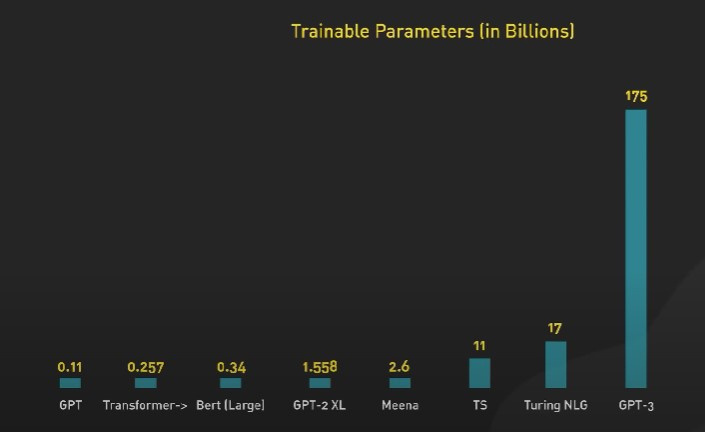 Trainable Parameters (in Billions)
175
17
11
0.11 0.257 0.34 1.558 2.6
GPT Transformer-> Bert (Large) GPT-2 XL Meena TS Turing NLG GPT-3